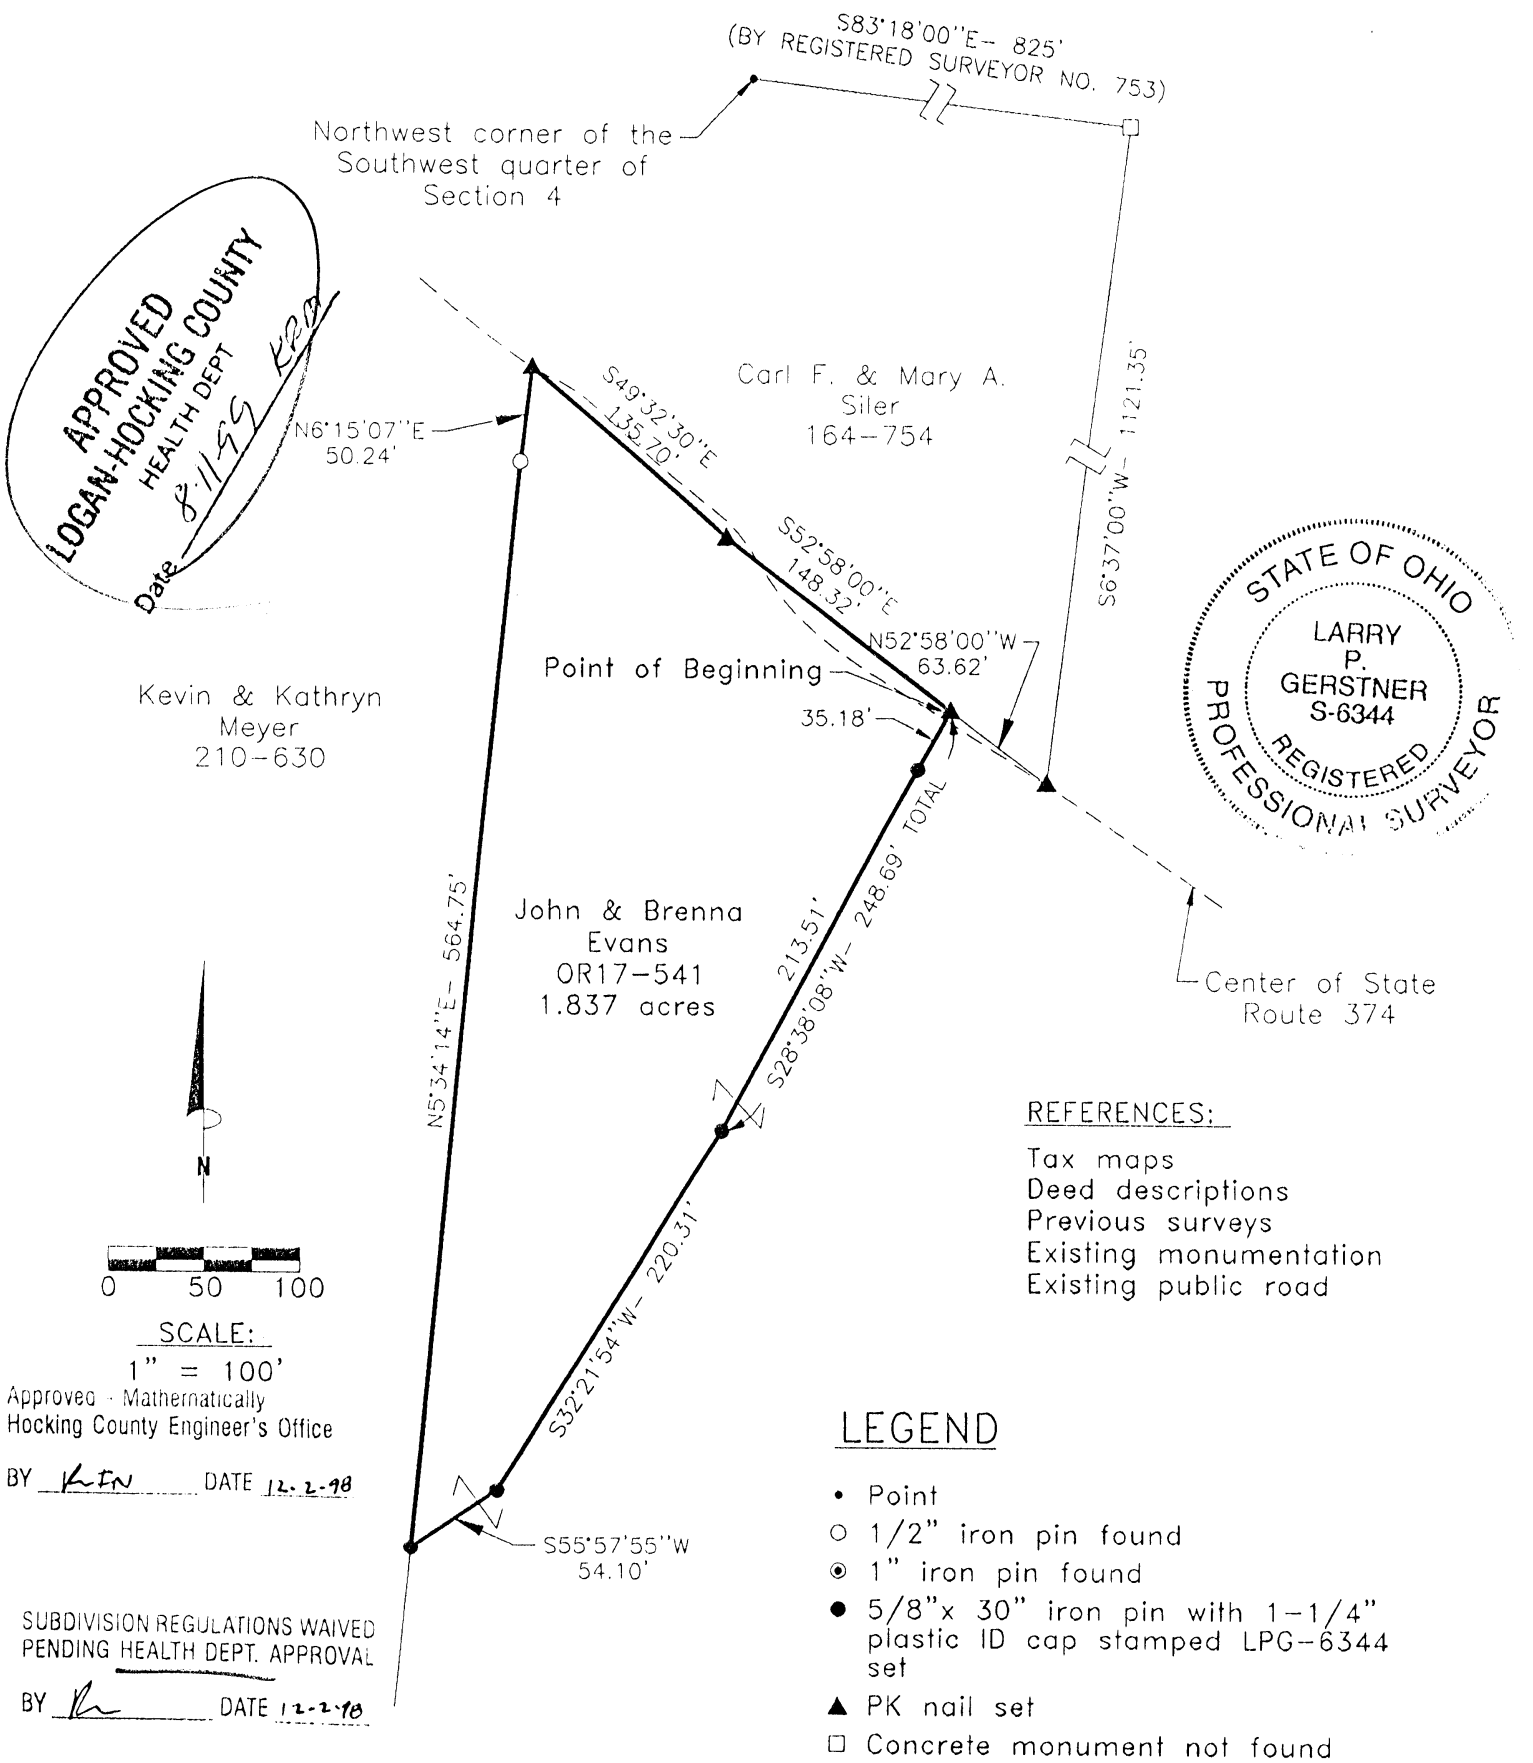 S83°18'00"E- 825'
(BY REGISTERED SURVEYOR NO. 753)
Northwest corner of the
Southwest quarter of
Section 4
APPROVED
LOGAN-HOCKING COUNTY
HEALTH DEPT
Date 8-11-99
N6°15'07"E
50.24'
S49°32'30"E
135.70'
Carl F. & Mary A.
Siler
164-754
S6°37'00"W- 1121.35'
S52°58'00"E
148.32'
N52°58'00"W
63.62'
Point of Beginning
35.18'
Kevin & Kathryn
Meyer
210-630
STATE OF OHIO
LARRY
P.
GERSTNER
S-6344
REGISTERED
PROFESSIONAL SURVEYOR
N5°34'14"E- 564.75'
John & Brenna
Evans
OR17-541
1.837 acres
213.51'
S28°38'08"W- 248.69' TOTAL
Center of State
Route 374
N
0 50 100
SCALE:
1" = 100'
REFERENCES:
Tax maps
Deed descriptions
Previous surveys
Existing monumentation
Existing public road
S32°21'54"W- 220.31'
Approved - Mathematically
Hocking County Engineer's Office
BY DATE 12-2-98
S55°57'55"W
54.10'
SUBDIVISION REGULATIONS WAIVED
PENDING HEALTH DEPT. APPROVAL
BY DATE 12-2-98
LEGEND
Point
1/2" iron pin found
1" iron pin found
5/8"x 30" iron pin with 1-1/4"
plastic ID cap stamped LPG-6344
set
PK nail set
Concrete monument not found